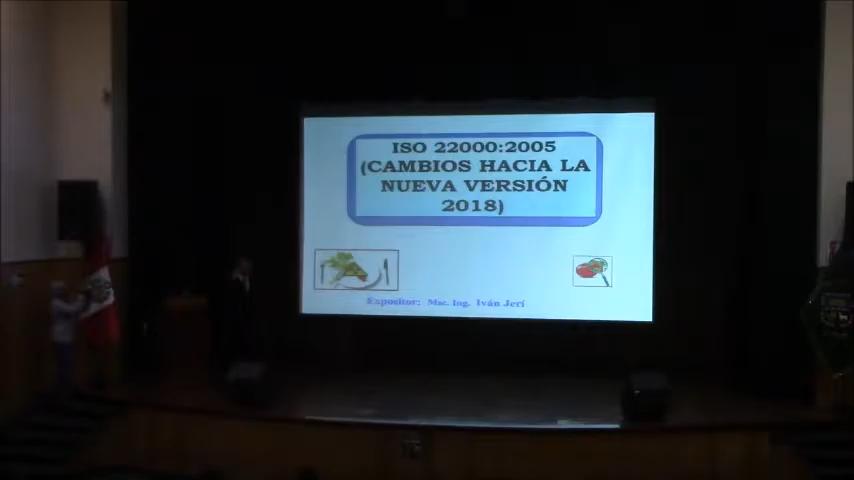 ISO 22000:2005
(CAMBIOS HACIA LA
NUEVA VERSIÓN
2018)
Expositor: Msc. Ing. Iván Jerí